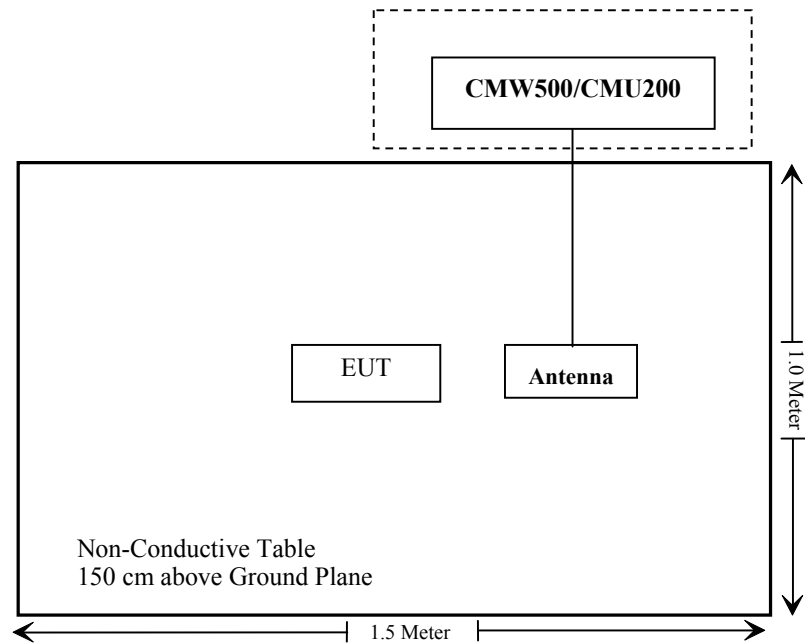 CMW500/CMU200
EUT
Antenna
1.0 Meter
Non-Conductive Table
150 cm above Ground Plane
1.5 Meter